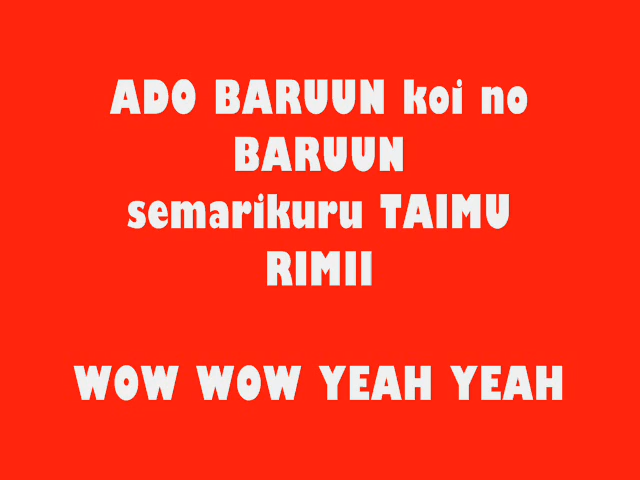 ADO BARUUN koi no
BARUUN
semarikuru TAIMU
RIMII
WOW WOW YEAH YEAH